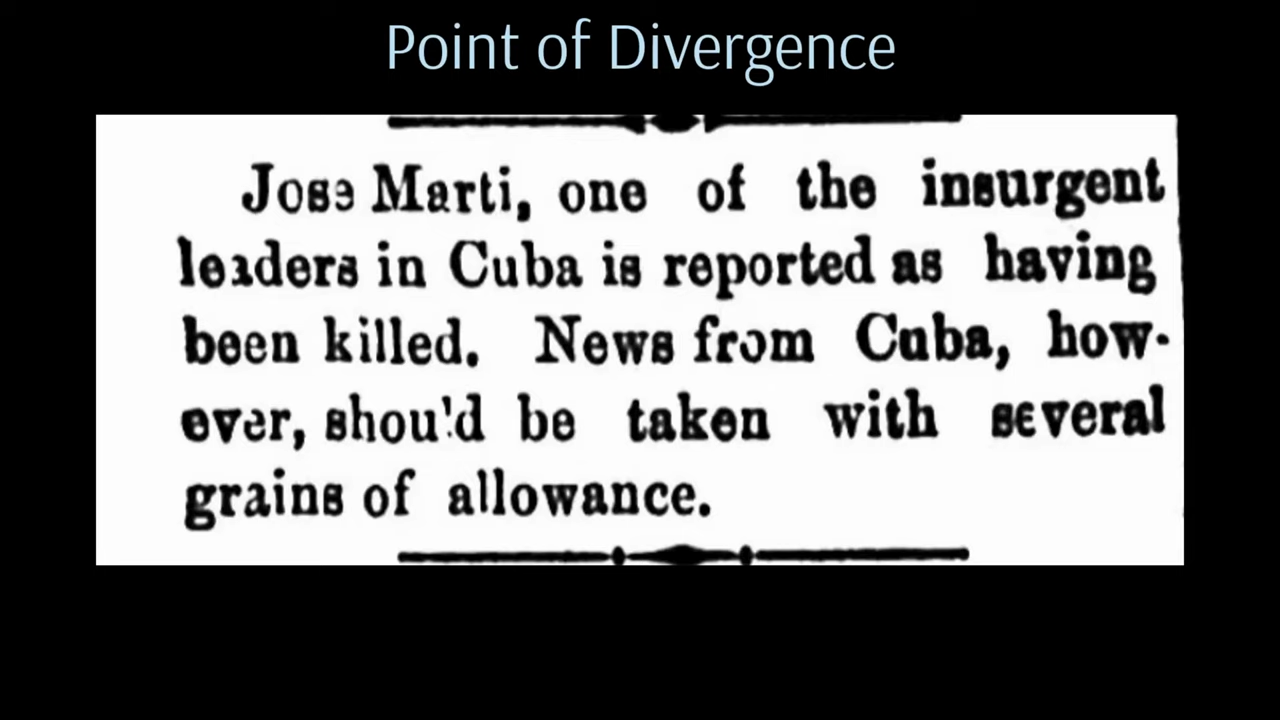 Point of Divergence
Jose Marti, one of the insurgent
leaders in Cuba is reported as having
been killed. News from Cuba, how-
ever, shou'd be taken with several
grains of allowance.